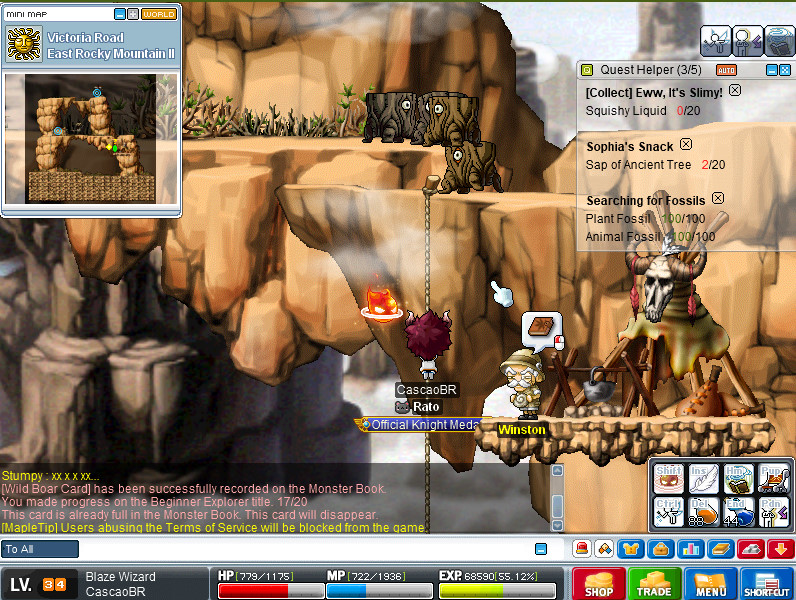 MINI MAP
WORLD
Victoria Road
East Rocky Mountain II
Quest Helper (3/5)
AUTO
[Collect] Eww, It's Slimy!
Squishy Liquid 0/20
Sophia's Snack
Sap of Ancient Tree 2/20
Searching for Fossils
Plant Fossil 100/100
Animal Fossil 100/100
CascaoBR
Rato
Official Knight Meda
Winston
Stumpy : xx x x xx...
[Wild Boar Card] has been successfully recorded on the Monster Book.
You made progress on the Beginner Explorer title. 17/20
This card is already full in the Monster Book. This card will disappear.
[MapleTip] Users abusing the Terms of Service will be blocked from the game.
Shift Ins Hm Pup
Ctrl Del End Pdn
To All
LV. 34
Blaze Wizard
CascaoBR
HP [779/1175]
MP [722/1936]
EXP 68590[55.12%]
SHOP
TRADE
MENU
SHORT CUT